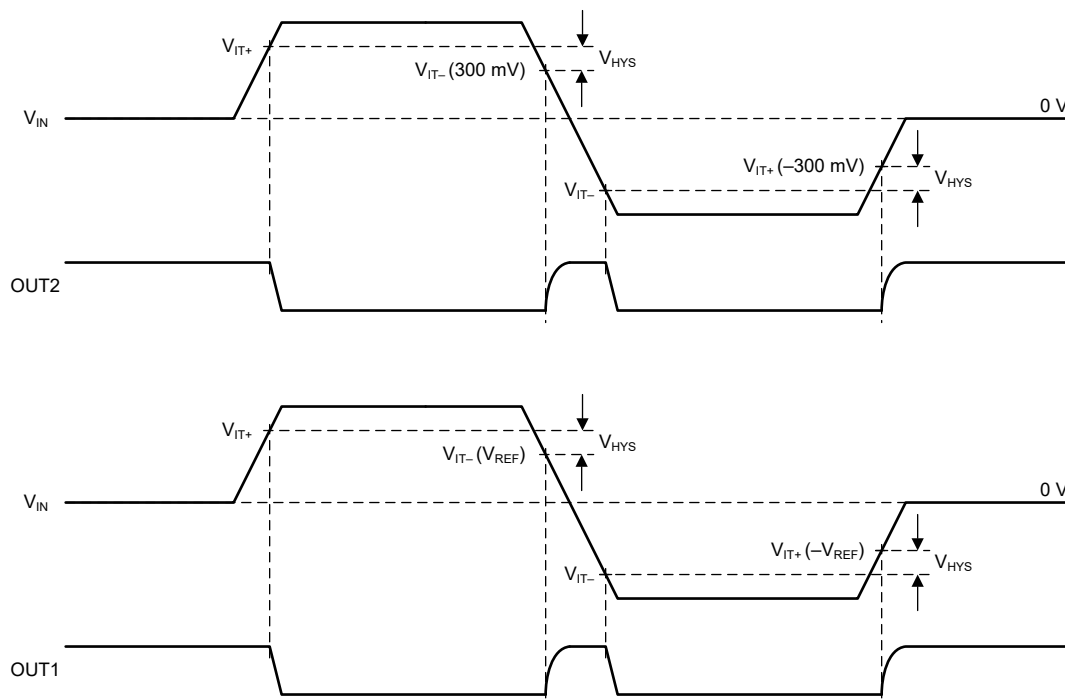 V_IT+
V_IT– (300 mV)
V_HYS
V_IN
0 V
V_IT+ (–300 mV)
V_IT–
V_HYS
OUT2
V_IT+
V_IT– (V_REF)
V_HYS
V_IN
0 V
V_IT+ (–V_REF)
V_IT–
V_HYS
OUT1